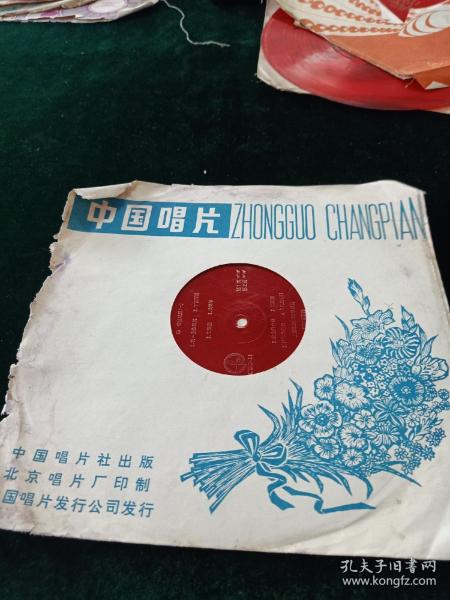 中国唱片 ZHONGGUO CHANGPIAN
中国唱片社出版
北京唱片厂印制
国唱片发行公司发行
孔夫子旧书网
www.kongfz.com